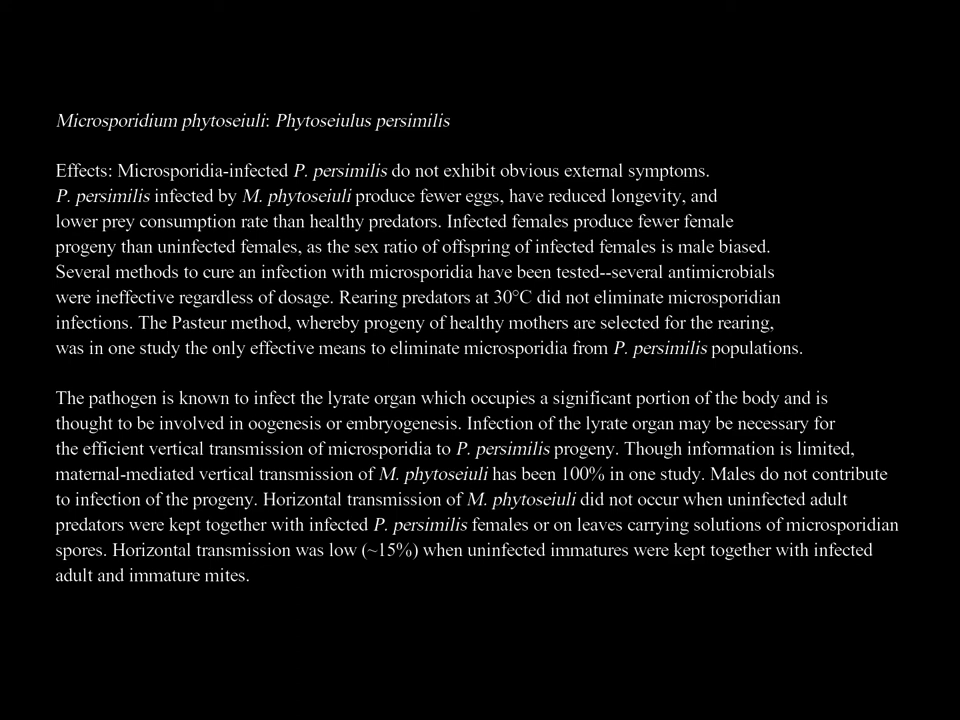 Microsporidium phytoseiuli: Phytoseiulus persimilis
Effects: Microsporidia-infected P. persimilis do not exhibit obvious external symptoms.
P. persimilis infected by M. phytoseiuli produce fewer eggs, have reduced longevity, and
lower prey consumption rate than healthy predators. Infected females produce fewer female
progeny than uninfected females, as the sex ratio of offspring of infected females is male biased.
Several methods to cure an infection with microsporidia have been tested--several antimicrobials
were ineffective regardless of dosage. Rearing predators at 30°C did not eliminate microsporidian
infections. The Pasteur method, whereby progeny of healthy mothers are selected for the rearing,
was in one study the only effective means to eliminate microsporidia from P. persimilis populations.
The pathogen is known to infect the lyrate organ which occupies a significant portion of the body and is
thought to be involved in oogenesis or embryogenesis. Infection of the lyrate organ may be necessary for
the efficient vertical transmission of microsporidia to P. persimilis progeny. Though information is limited,
maternal-mediated vertical transmission of M. phytoseiuli has been 100% in one study. Males do not contribute
to infection of the progeny. Horizontal transmission of M. phytoseiuli did not occur when uninfected adult
predators were kept together with infected P. persimilis females or on leaves carrying solutions of microsporidian
spores. Horizontal transmission was low (~15%) when uninfected immatures were kept together with infected
adult and immature mites.